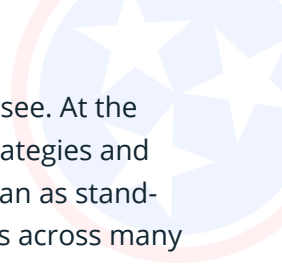 see. At the
ategies and
an as stand-
s across many